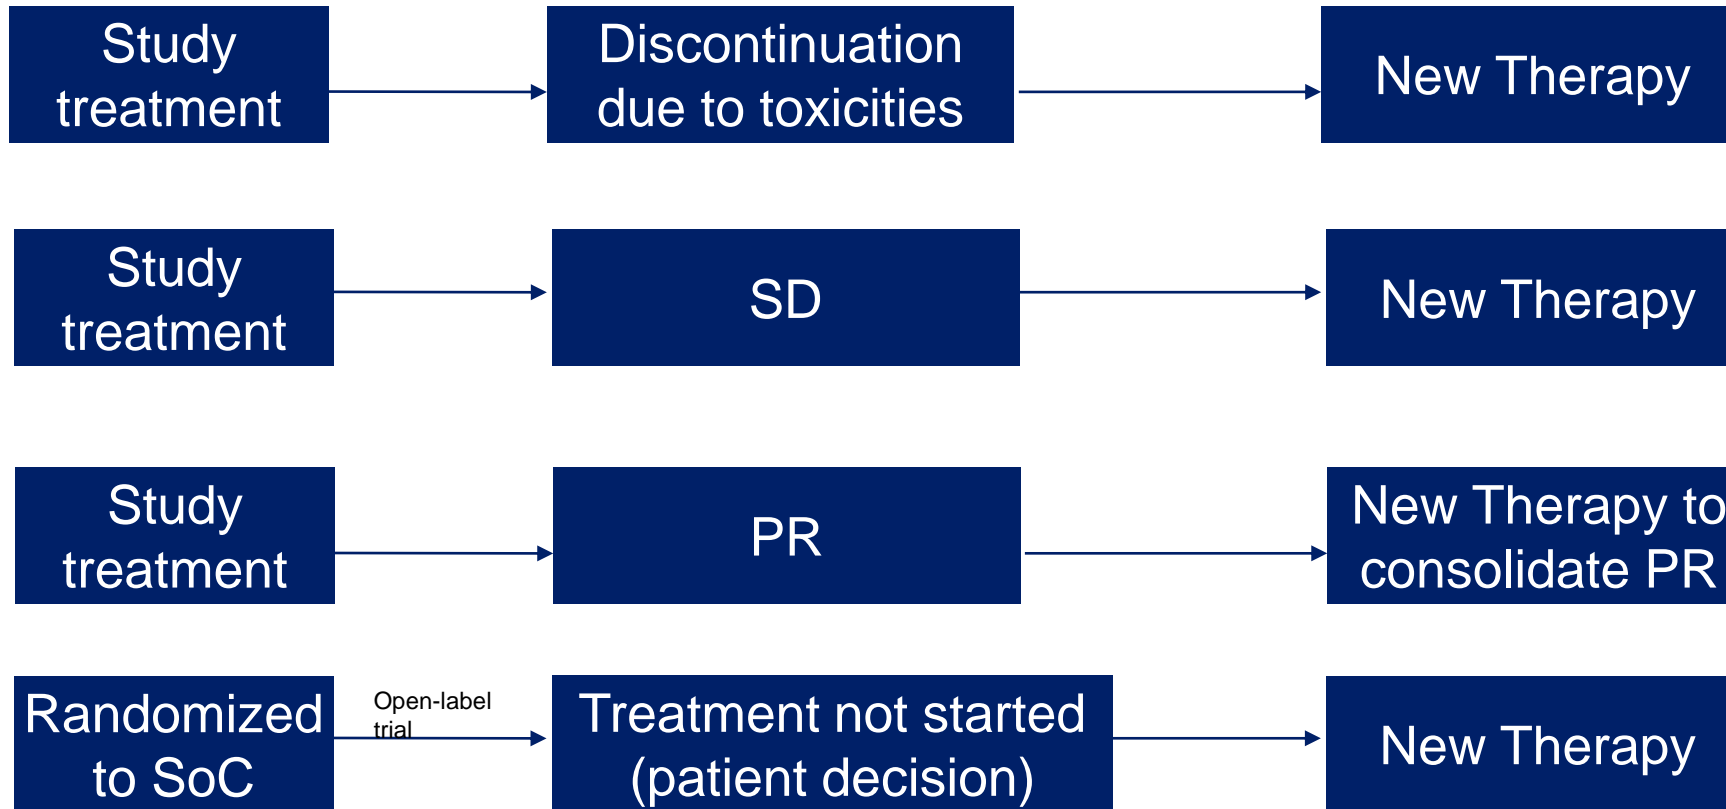 Study
treatment
Discontinuation
due to toxicities
New Therapy
Study
treatment
SD
New Therapy
Study
treatment
PR
New Therapy to
consolidate PR
Randomized
to SoC
Open-label
trial
Treatment not started
(patient decision)
New Therapy